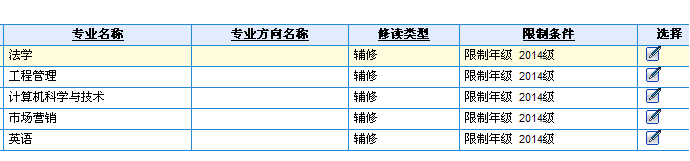 专业名称 专业方向名称 修读类型 限制条件 选择
法学 辅修 限制年级 2014级
工程管理 辅修 限制年级 2014级
计算机科学与技术 辅修 限制年级 2014级
市场营销 辅修 限制年级 2014级
英语 辅修 限制年级 2014级